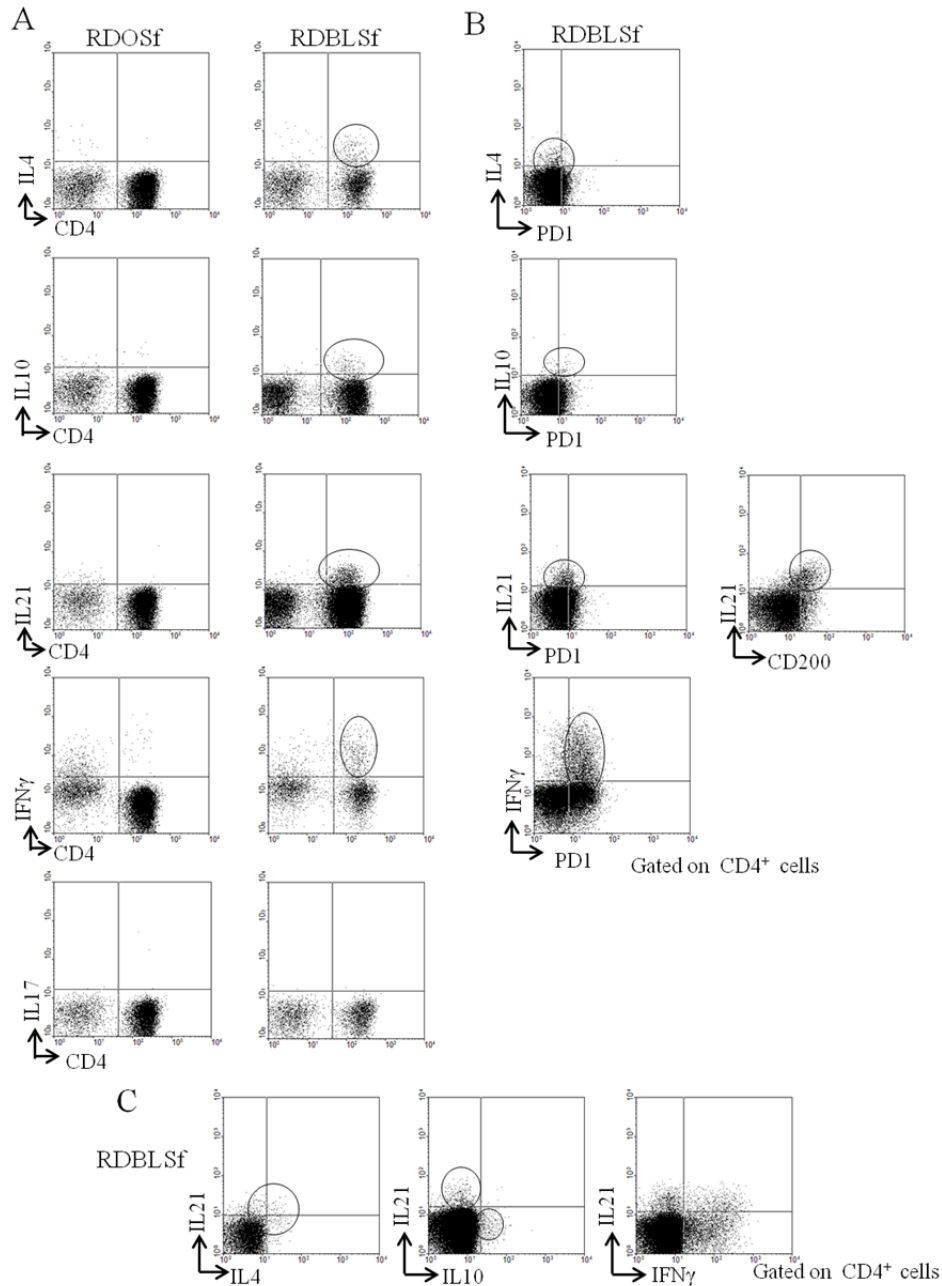 A
B
RDOSf
RDBLSf
RDBLSf
IL4
CD4
IL4
PD1
IL10
CD4
IL10
PD1
IL21
CD4
IL21
PD1
IL21
CD200
IFNγ
CD4
IFNγ
PD1
Gated on CD4⁺ cells
IL17
CD4
C
RDBLSf
IL21
IL4
IL21
IL10
IL21
IFNγ
Gated on CD4⁺ cells